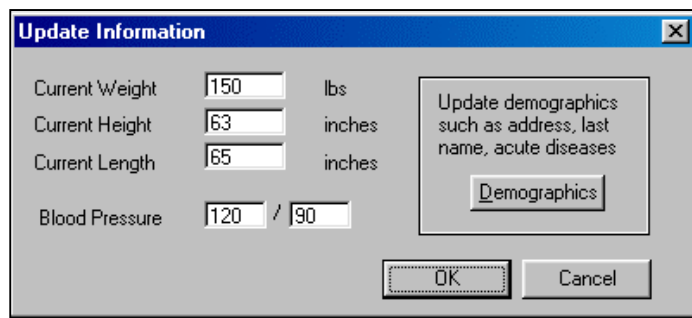 Update Information
Current Weight 150 lbs
Current Height 63 inches
Current Length 65 inches
Blood Pressure 120 / 90
Update demographics
such as address, last
name, acute diseases
Demographics
OK Cancel